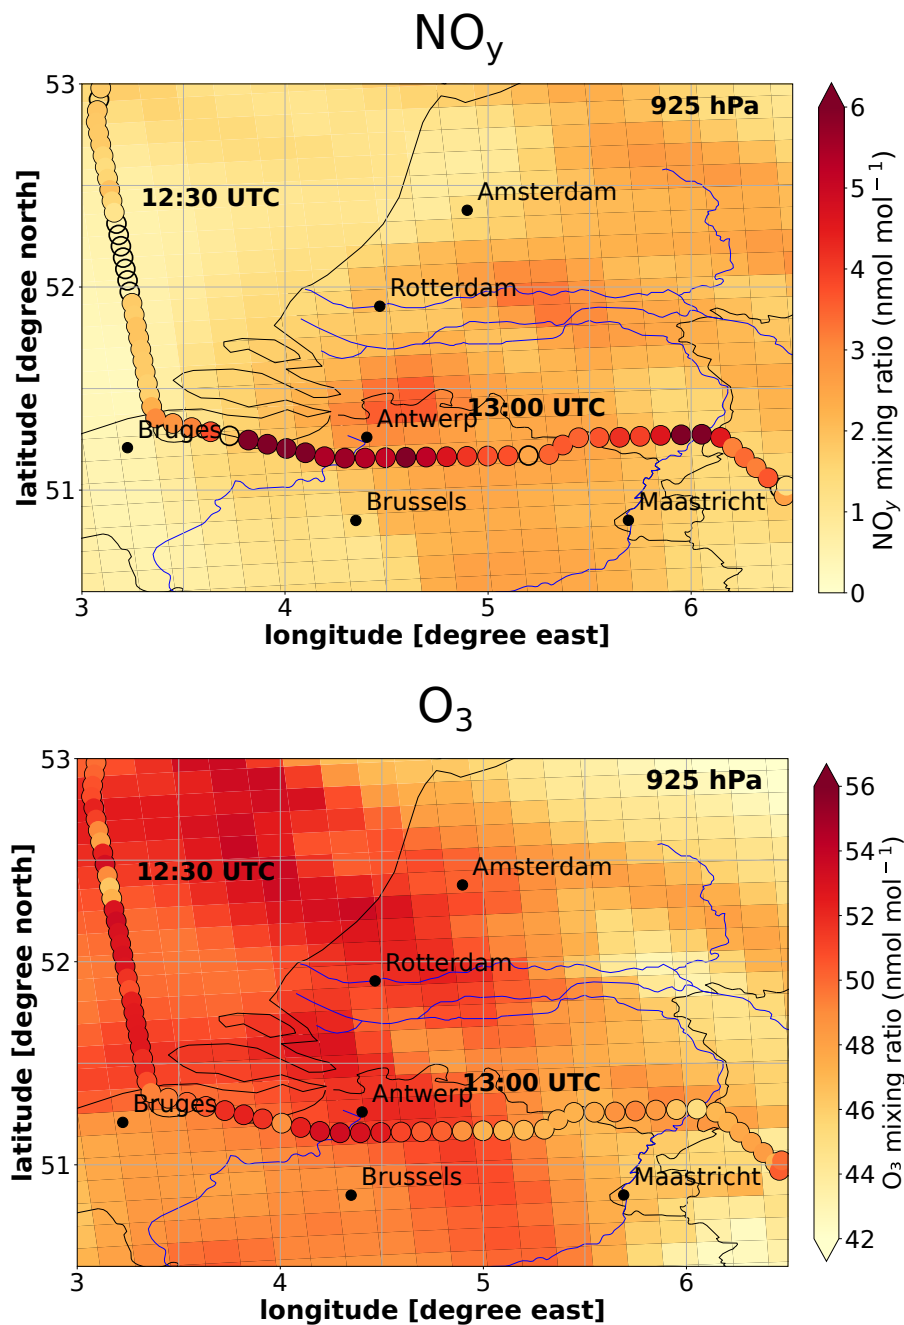 NOy
53
925 hPa
12:30 UTC
Amsterdam
52
Rotterdam
13:00 UTC
Antwerp
Bruges
51
Brussels
Maastricht
3 4 5 6
longitude [degree east]
latitude [degree north]
6
5
4
3
2
1
0
NOy mixing ratio (nmol mol−1)
O3
53
925 hPa
12:30 UTC
Amsterdam
52
Rotterdam
13:00 UTC
Antwerp
Bruges
51
Brussels
Maastricht
3 4 5 6
longitude [degree east]
latitude [degree north]
56
54
52
50
48
46
44
42
O₃ mixing ratio (nmol mol−1)